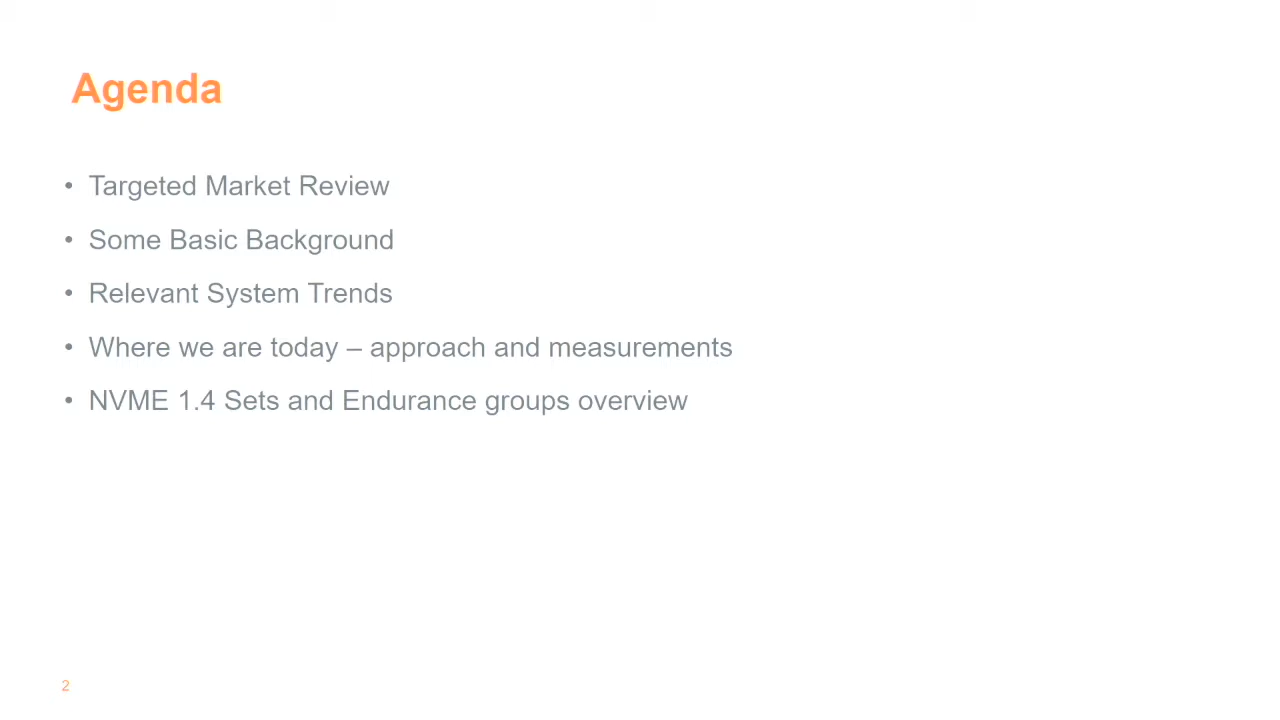 Agenda
• Targeted Market Review
• Some Basic Background
• Relevant System Trends
• Where we are today – approach and measurements
• NVME 1.4 Sets and Endurance groups overview
2